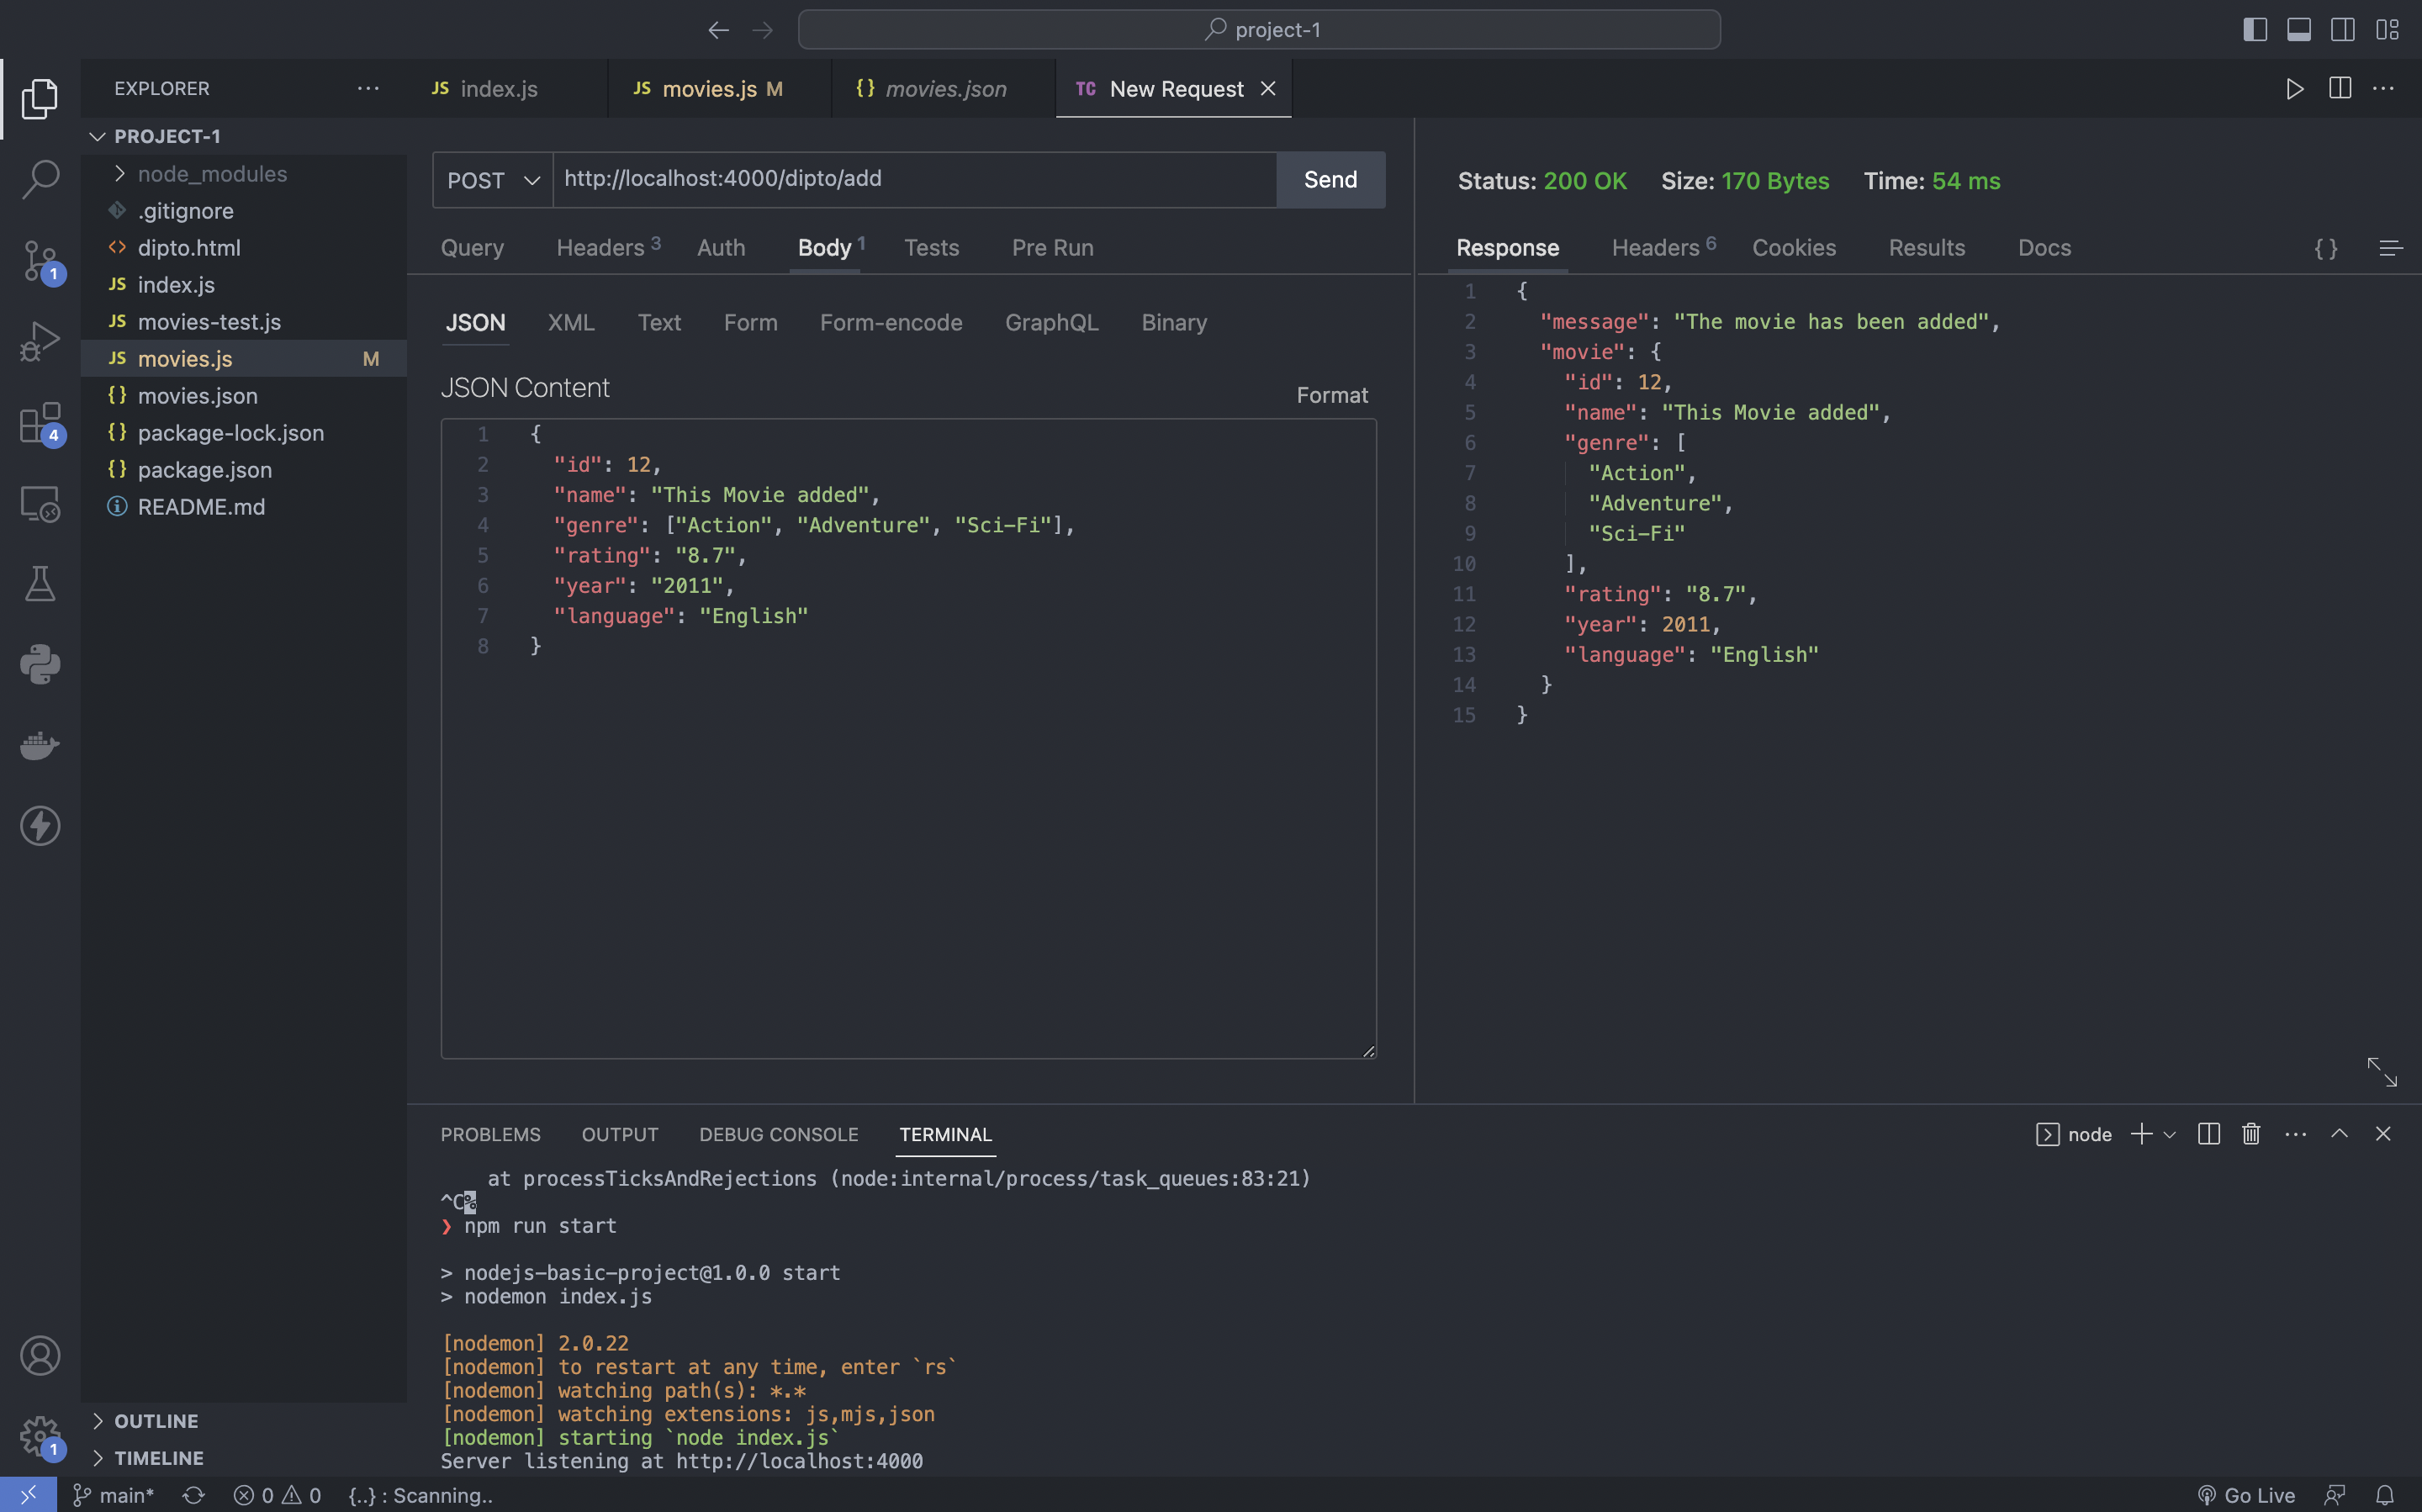 project-1
EXPLORER
JS index.js
JS movies.js M
{} movies.json
TC New Request
PROJECT-1
node_modules
.gitignore
dipto.html
JS index.js
JS movies-test.js
JS movies.js M
{} movies.json
{} package-lock.json
{} package.json
README.md
OUTLINE
TIMELINE
1
4
1
POST
http://localhost:4000/dipto/add
Send
Query Headers 3 Auth Body 1 Tests Pre Run
JSON XML Text Form Form-encode GraphQL Binary
JSON Content
Format
1 {
2 "id": 12,
3 "name": "This Movie added",
4 "genre": ["Action", "Adventure", "Sci-Fi"],
5 "rating": "8.7",
6 "year": "2011",
7 "language": "English"
8 }
Status: 200 OK Size: 170 Bytes Time: 54 ms
Response Headers 6 Cookies Results Docs {}
1 {
2 "message": "The movie has been added",
3 "movie": {
4 "id": 12,
5 "name": "This Movie added",
6 "genre": [
7 "Action",
8 "Adventure",
9 "Sci-Fi"
10 ],
11 "rating": "8.7",
12 "year": 2011,
13 "language": "English"
14 }
15 }
PROBLEMS OUTPUT DEBUG CONSOLE TERMINAL
node
at processTicksAndRejections (node:internal/process/task_queues:83:21)
^C%
❯ npm run start
> nodejs-basic-project@1.0.0 start
> nodemon index.js
[nodemon] 2.0.22
[nodemon] to restart at any time, enter `rs`
[nodemon] watching path(s): *.*
[nodemon] watching extensions: js,mjs,json
[nodemon] starting `node index.js`
Server listening at http://localhost:4000
main* 0 0 {..} : Scanning.. Go Live